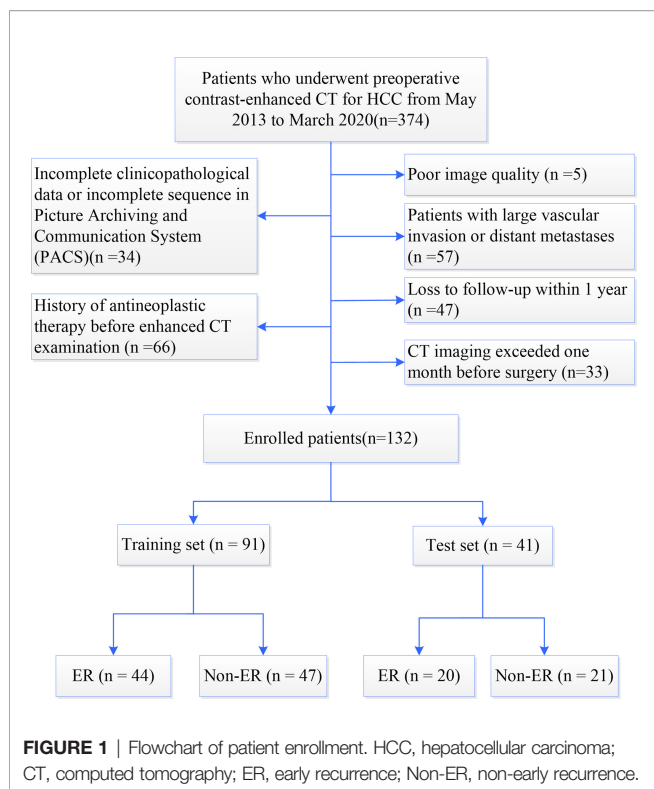 Patients who underwent preoperative
contrast-enhanced CT for HCC from May
2013 to March 2020(n=374)
Incomplete clinicopathological
data or incomplete sequence in
Picture Archiving and
Communication System
(PACS)(n =34)
Poor image quality (n =5)
Patients with large vascular
invasion or distant metastases
(n =57)
History of antineoplastic
therapy before enhanced CT
examination (n =66)
Loss to follow-up within 1 year
(n =47)
CT imaging exceeded one
month before surgery (n=33)
Enrolled patients(n=132)
Training set (n = 91)
Test set (n = 41)
ER (n = 44)
Non-ER (n = 47)
ER (n = 20)
Non-ER (n = 21)
FIGURE 1 | Flowchart of patient enrollment. HCC, hepatocellular carcinoma;
CT, computed tomography; ER, early recurrence; Non-ER, non-early recurrence.